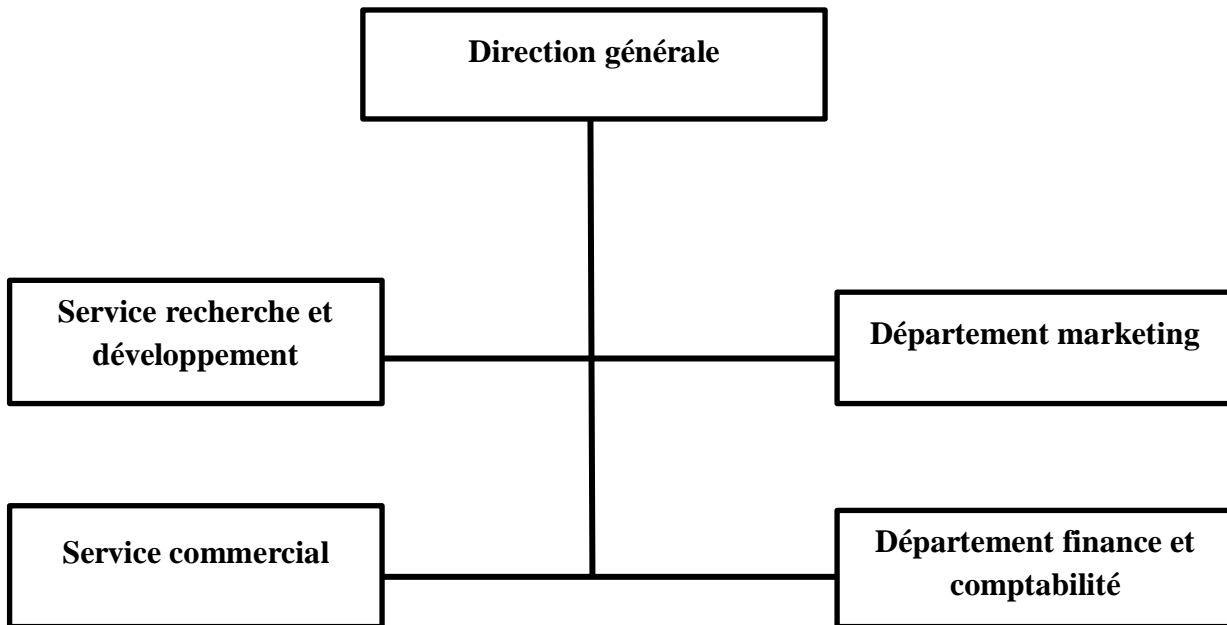 Direction générale
Service recherche et
développement
Département marketing
Service commercial
Département finance et
comptabilité